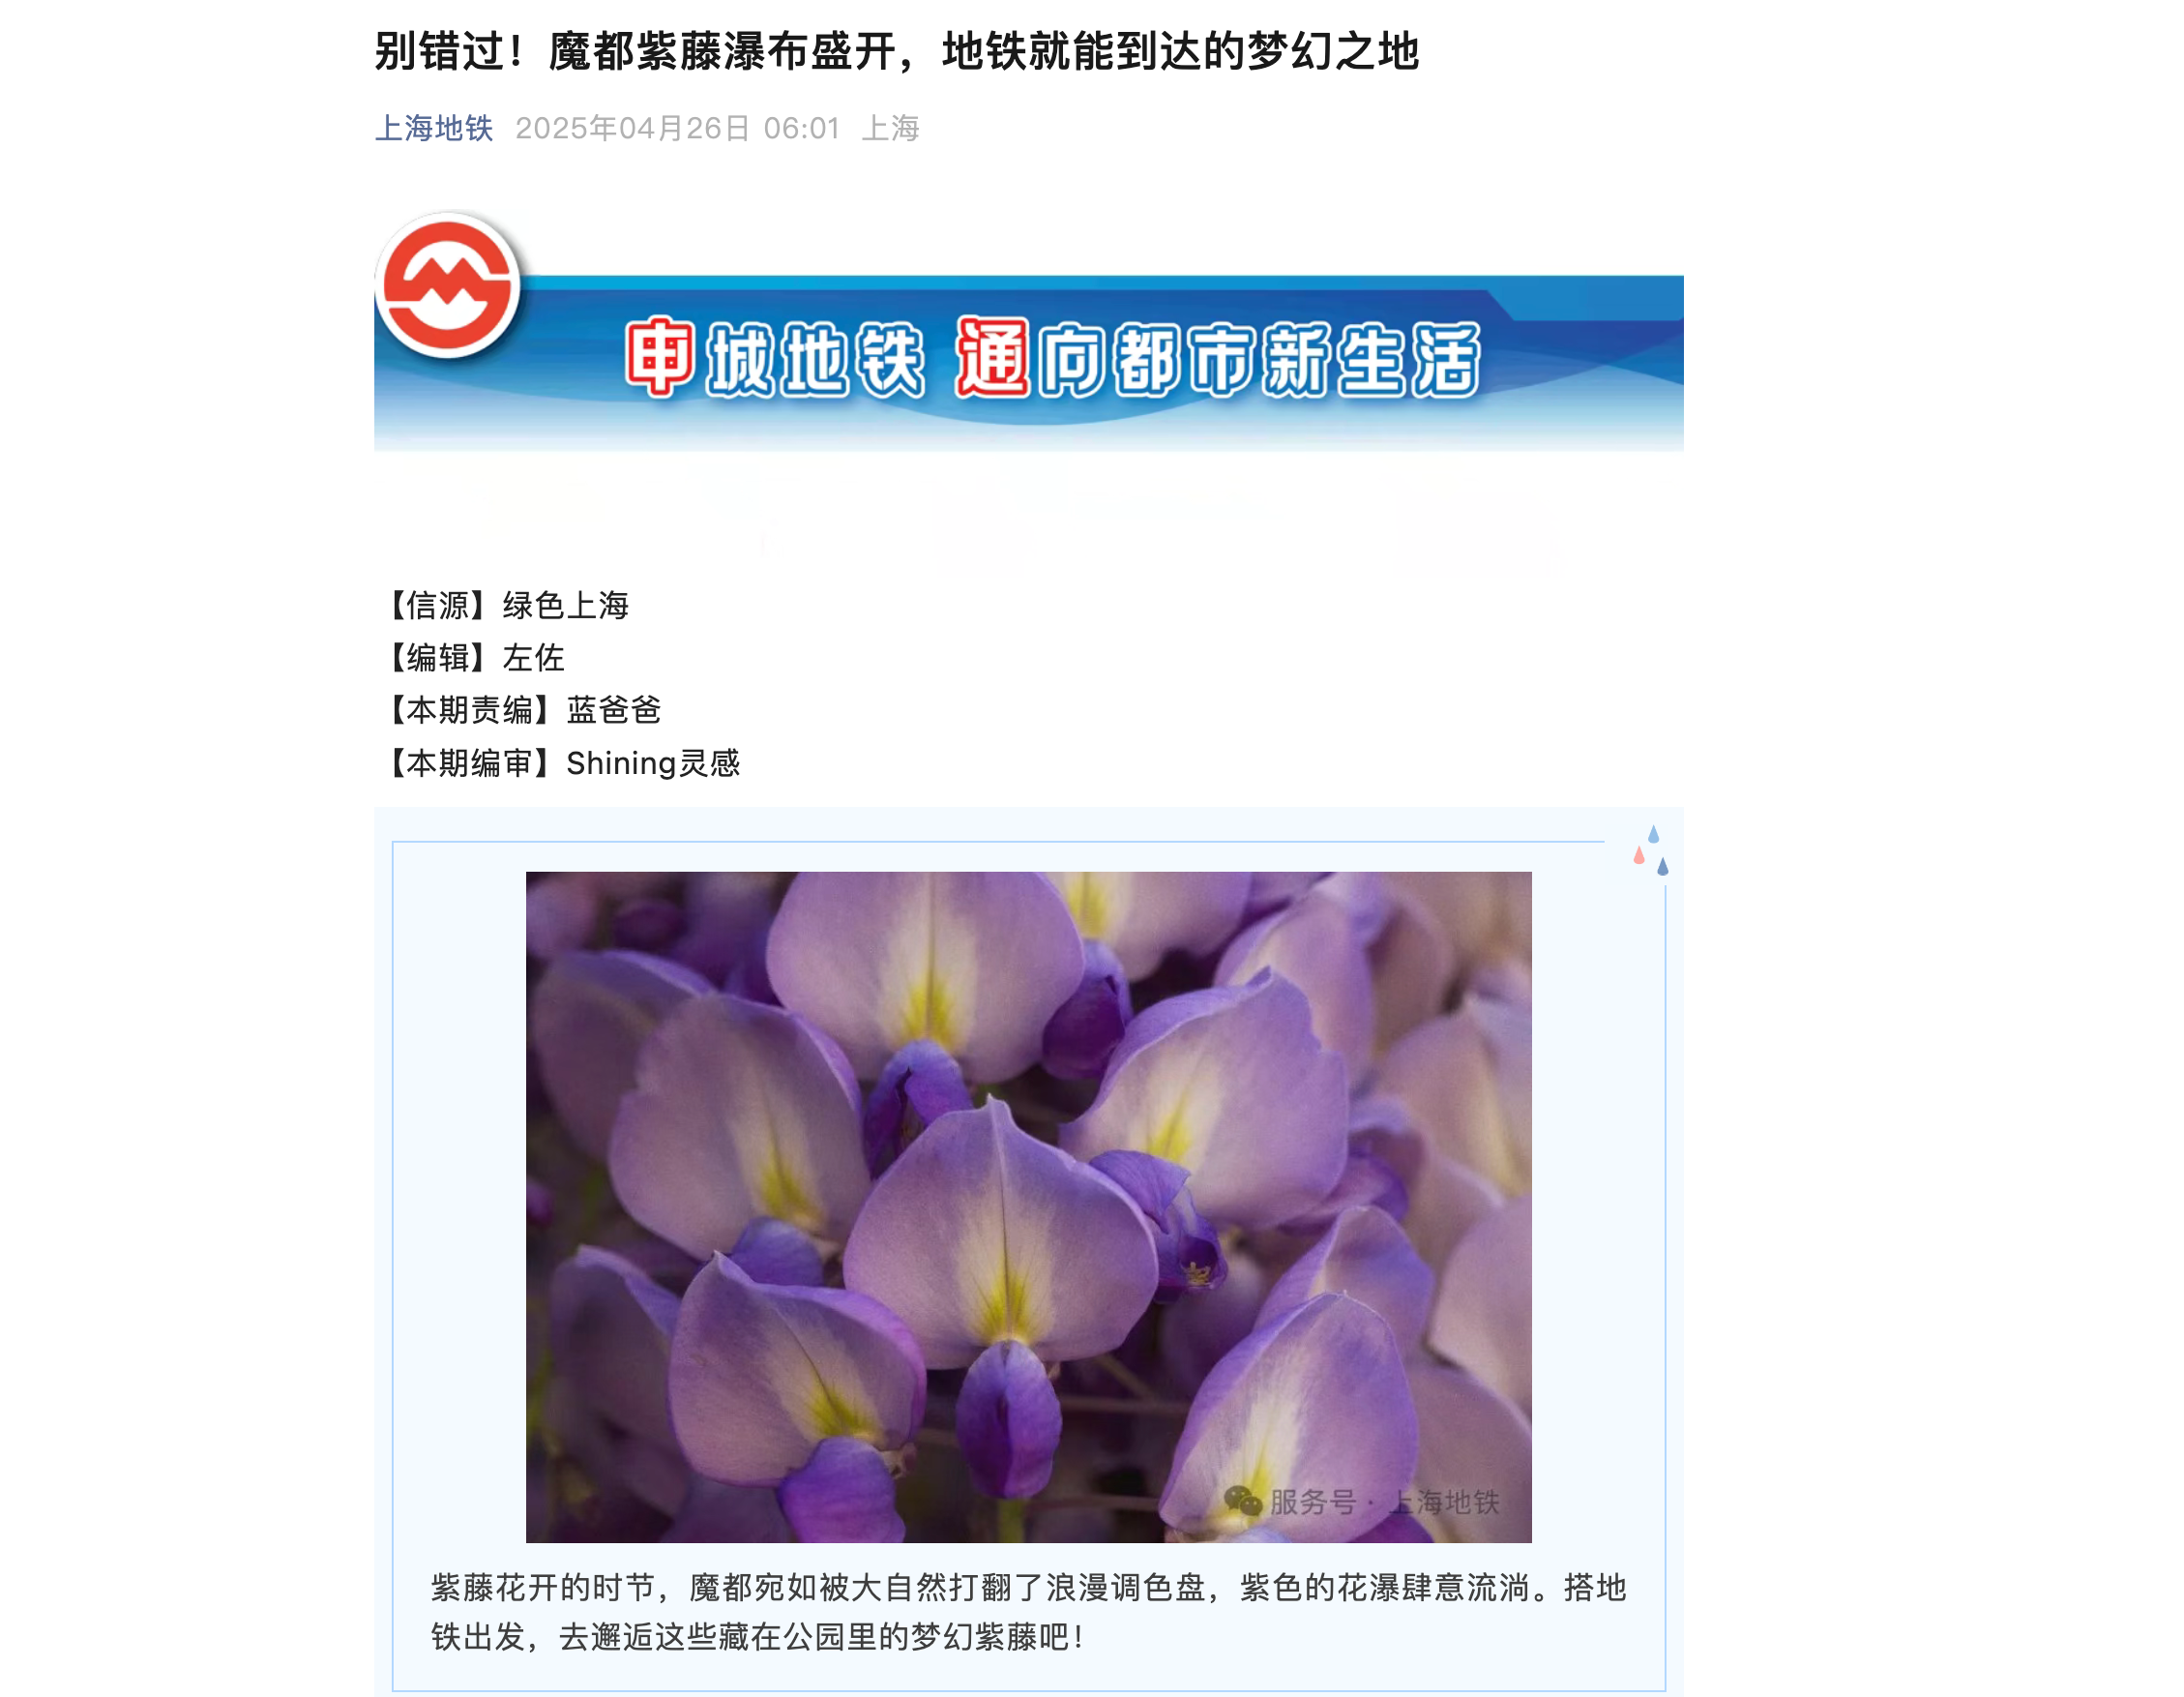 别错过！魔都紫藤瀑布盛开，地铁就能到达的梦幻之地
上海地铁 2025年04月26日 06:01 上海
申城地铁 通向都市新生活
【信源】绿色上海
【编辑】左佐
【本期责编】蓝爸爸
【本期编审】Shining灵感
服务号 · 上海地铁
紫藤花开的时节，魔都宛如被大自然打翻了浪漫调色盘，紫色的花瀑肆意流淌。搭地
铁出发，去邂逅这些藏在公园里的梦幻紫藤吧！